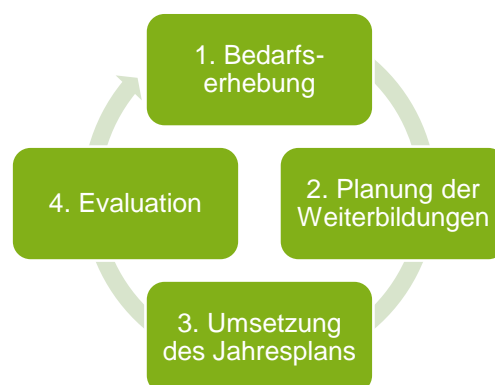 1. Bedarfs-
erhebung
2. Planung der
Weiterbildungen
3. Umsetzung
des Jahresplans
4. Evaluation